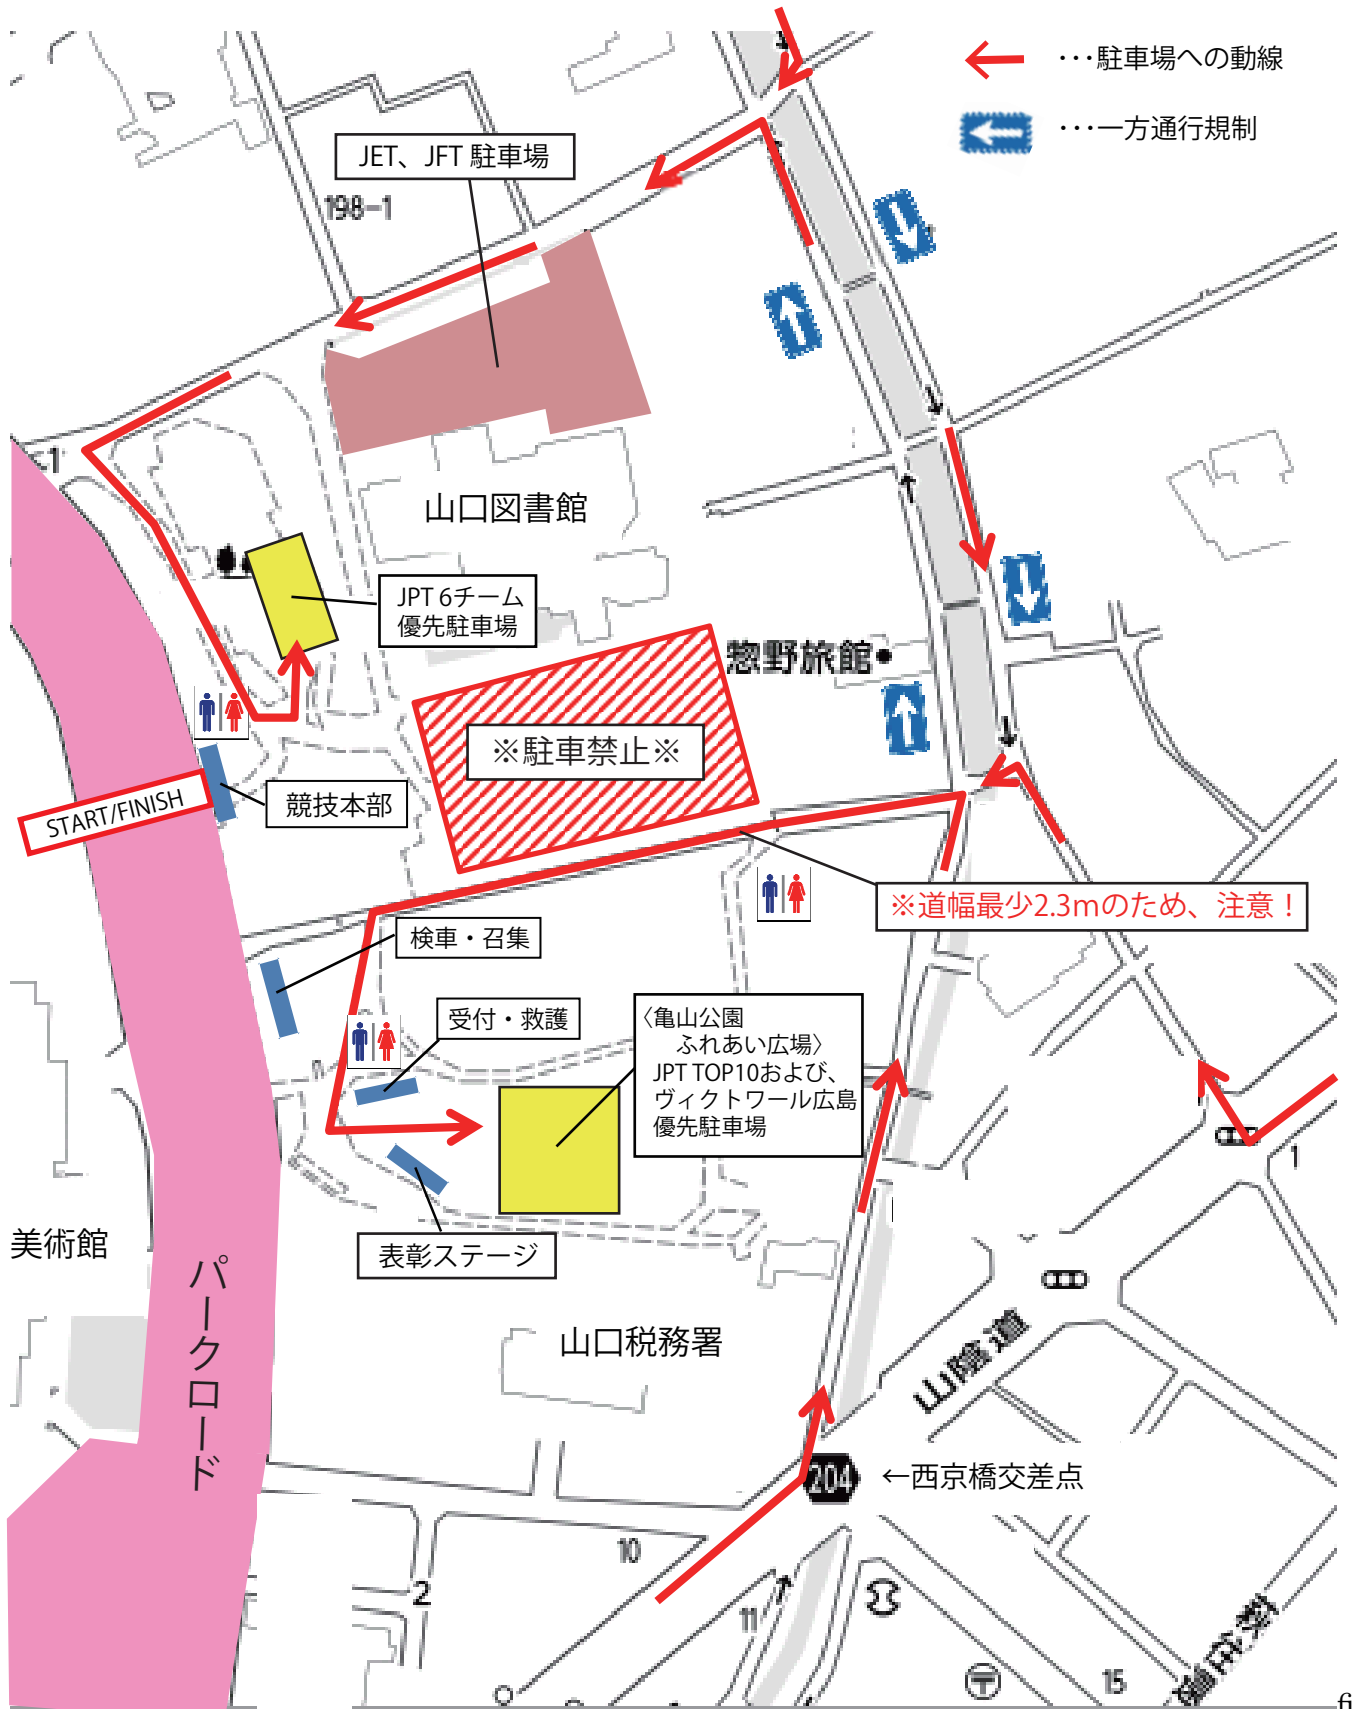 ･･･駐車場への動線
･･･一方通行規制
JET、JFT 駐車場
198-1
1
山口図書館
JPT 6チーム
優先駐車場
惣野旅館
※駐車禁止※
START/FINISH
競技本部
※道幅最少2.3mのため、注意！
検車・召集
受付・救護
〈亀山公園
ふれあい広場〉
JPT TOP10および、
ヴィクトワール広島
優先駐車場
1
美術館
表彰ステージ
パークロード
山口税務署
山陰道
204
←西京橋交差点
10
2
11
15